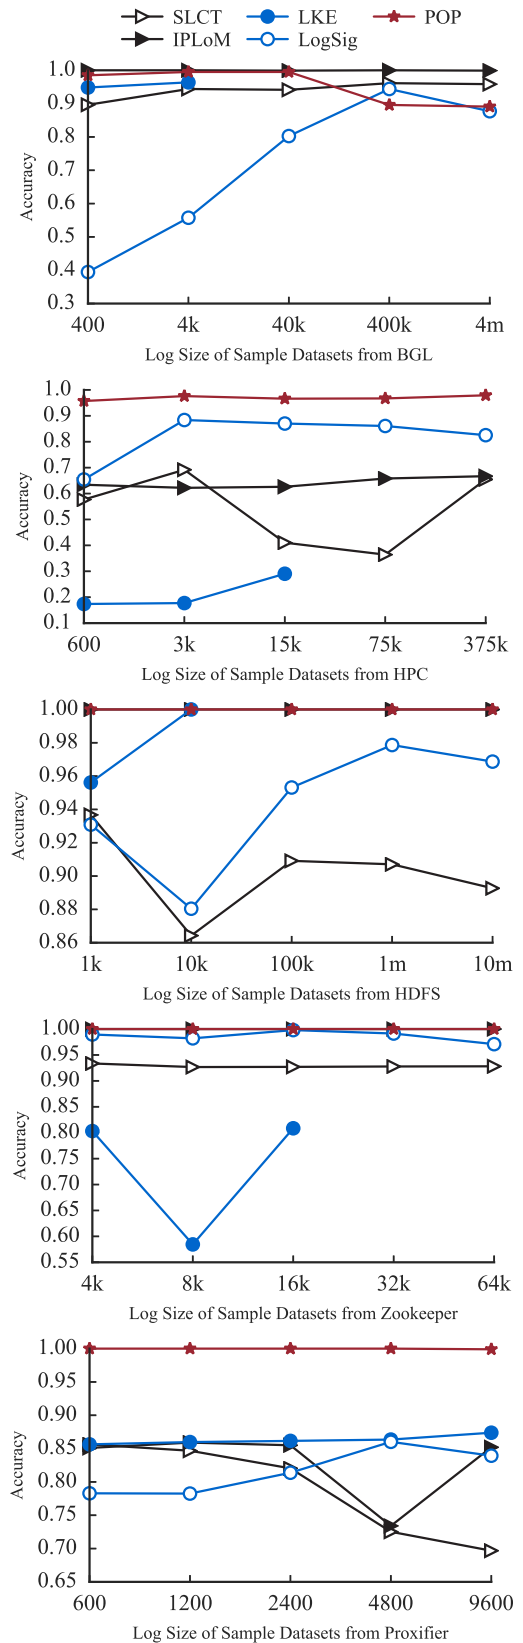 SLCT LKE POP
IPLoM LogSig
1.0
0.9
0.8
0.7
0.6
0.5
0.4
0.3
Accuracy
400 4k 40k 400k 4m
Log Size of Sample Datasets from BGL
1.0
0.9
0.8
0.7
0.6
0.5
0.4
0.3
0.2
0.1
Accuracy
600 3k 15k 75k 375k
Log Size of Sample Datasets from HPC
1.00
0.98
0.96
0.94
0.92
0.90
0.88
0.86
Accuracy
1k 10k 100k 1m 10m
Log Size of Sample Datasets from HDFS
1.00
0.95
0.90
0.85
0.80
0.75
0.70
0.65
0.60
0.55
Accuracy
4k 8k 16k 32k 64k
Log Size of Sample Datasets from Zookeeper
1.00
0.95
0.90
0.85
0.80
0.75
0.70
0.65
Accuracy
600 1200 2400 4800 9600
Log Size of Sample Datasets from Proxifier